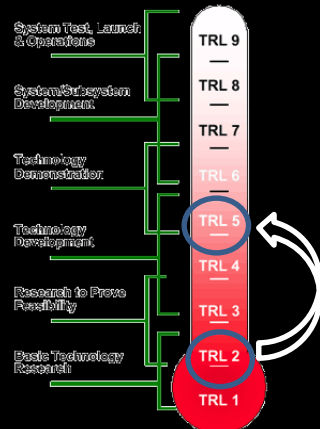 System Test, Launch
& Operations
System/Subsystem
Development
Technology
Demonstration
Technology
Development
Research to Prove
Feasibility
Basic Technology
Research
TRL 9
TRL 8
TRL 7
TRL 6
TRL 5
TRL 4
TRL 3
TRL 2
TRL 1